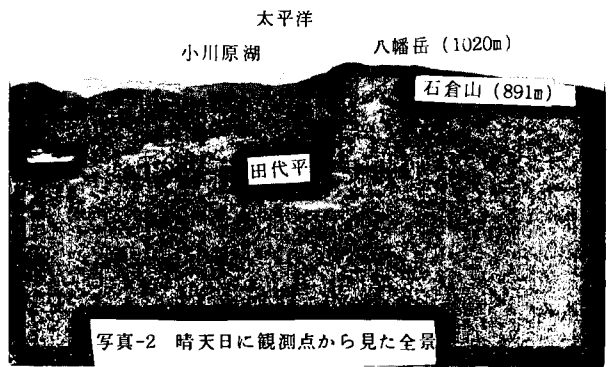 太平洋
小川原湖 八幡岳 (1020m)
石倉山 (891m)
田代平
写真-2 晴天日に観測点から見た全景